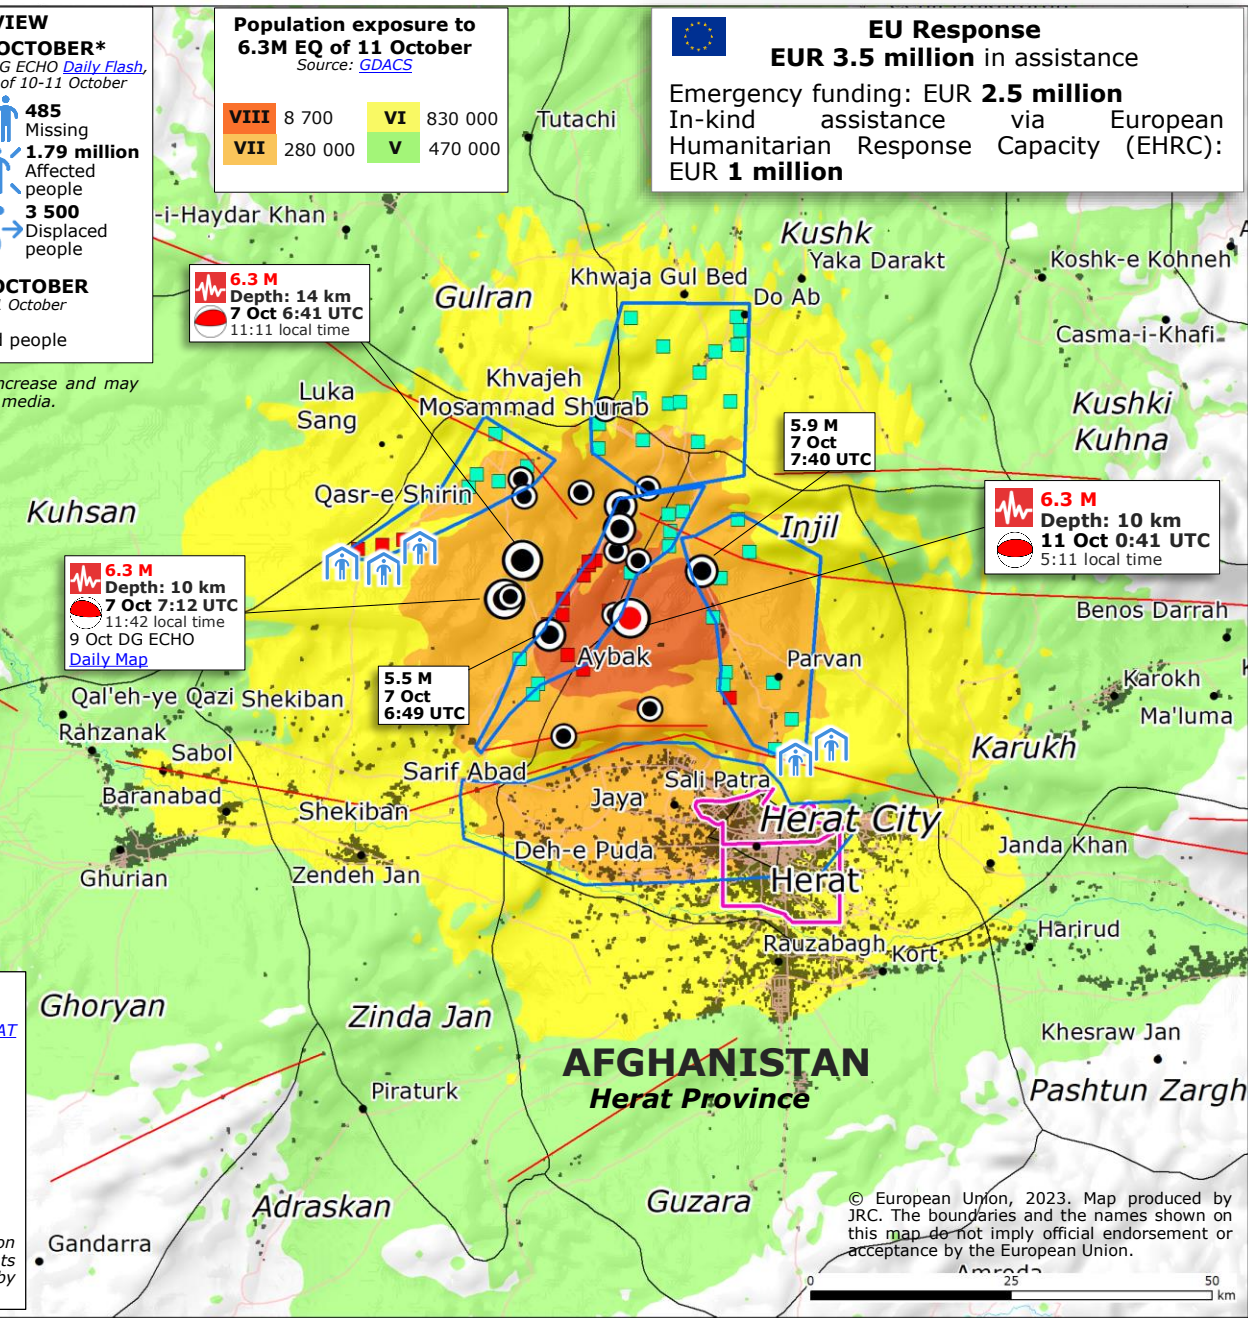 VIEW
OCTOBER*
G ECHO Daily Flash,
of 10-11 October
485
Missing
1.79 million
Affected
people
3 500
Displaced
people
OCTOBER
October
people
ncrease and may
media.
Population exposure to
6.3M EQ of 11 October
Source: GDACS
VIII 8 700 VI 830 000
VII 280 000 V 470 000
EU Response
EUR 3.5 million in assistance
Emergency funding: EUR 2.5 million
In-kind assistance via European
Humanitarian Response Capacity (EHRC):
EUR 1 million
Tutachi
-i-Haydar Khan
Kushk
Yaka Darakt
Koshk-e Kohneh
Khwaja Gul Bed
Do Ab
Gulran
Casma-i-Khafi
6.3 M
Depth: 14 km
7 Oct 6:41 UTC
11:11 local time
Luka
Sang
Khvajeh
Mosammad Shurab
Kushki
Kuhna
5.9 M
7 Oct
7:40 UTC
Qasr-e Shirin
Kuhsan
Injil
6.3 M
Depth: 10 km
11 Oct 0:41 UTC
5:11 local time
6.3 M
Depth: 10 km
7 Oct 7:12 UTC
11:42 local time
9 Oct DG ECHO
Daily Map
Benos Darrah
Aybak
Parvan
5.5 M
7 Oct
6:49 UTC
Karokh
Ma'luma
Qal'eh-ye Qazi
Shekiban
Rahzanak
Sabol
Karukh
Sarif Abad
Sali Patra
Baranabad
Shekiban
Jaya
Herat City
Deh-e Puda
Janda Khan
Ghurian
Zendeh Jan
Herat
Harirud
Rauzabagh
Kort
Ghoryan
Zinda Jan
AT
Khesraw Jan
AFGHANISTAN
Herat Province
Piraturk
Pashtun Zargh
Adraskan
Guzara
Gandarra
on
ts
by
© European Union, 2023. Map produced by
JRC. The boundaries and the names shown on
this map do not imply official endorsement or
acceptance by the European Union.
0 25 50
km